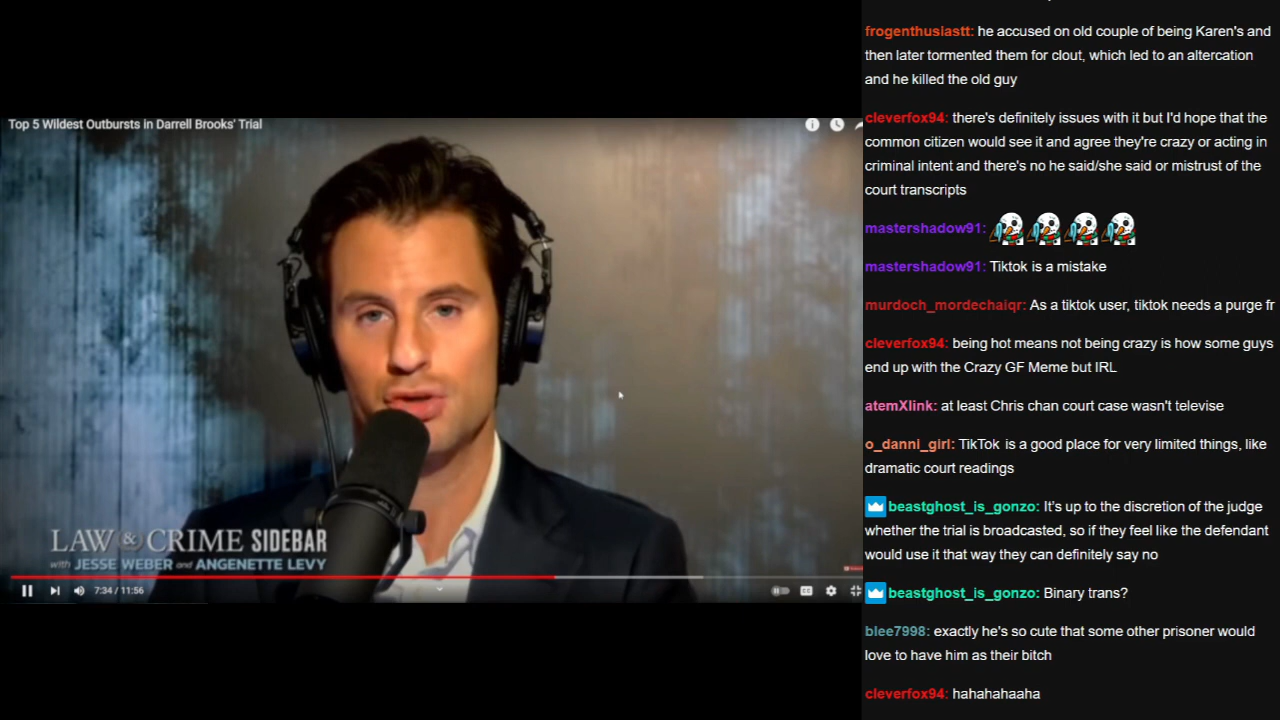 Top 5 Wildest Outbursts in Darrell Brooks' Trial
LAW & CRIME SIDEBAR
with JESSE WEBER and ANGENETTE LEVY
7:34 / 11:56
CC
frogenthusiastt: he accused on old couple of being Karen's and
then later tormented them for clout, which led to an altercation
and he killed the old guy
cleverfox94: there's definitely issues with it but I'd hope that the
common citizen would see it and agree they're crazy or acting in
criminal intent and there's no he said/she said or mistrust of the
court transcripts
mastershadow91:
mastershadow91: Tiktok is a mistake
murdoch_mordechaiqr: As a tiktok user, tiktok needs a purge fr
cleverfox94: being hot means not being crazy is how some guys
end up with the Crazy GF Meme but IRL
atemXlink: at least Chris chan court case wasn't televise
o_danni_girl: TikTok is a good place for very limited things, like
dramatic court readings
beastghost_is_gonzo: It's up to the discretion of the judge
whether the trial is broadcasted, so if they feel like the defendant
would use it that way they can definitely say no
beastghost_is_gonzo: Binary trans?
blee7998: exactly he's so cute that some other prisoner would
love to have him as their bitch
cleverfox94: hahahahaaha